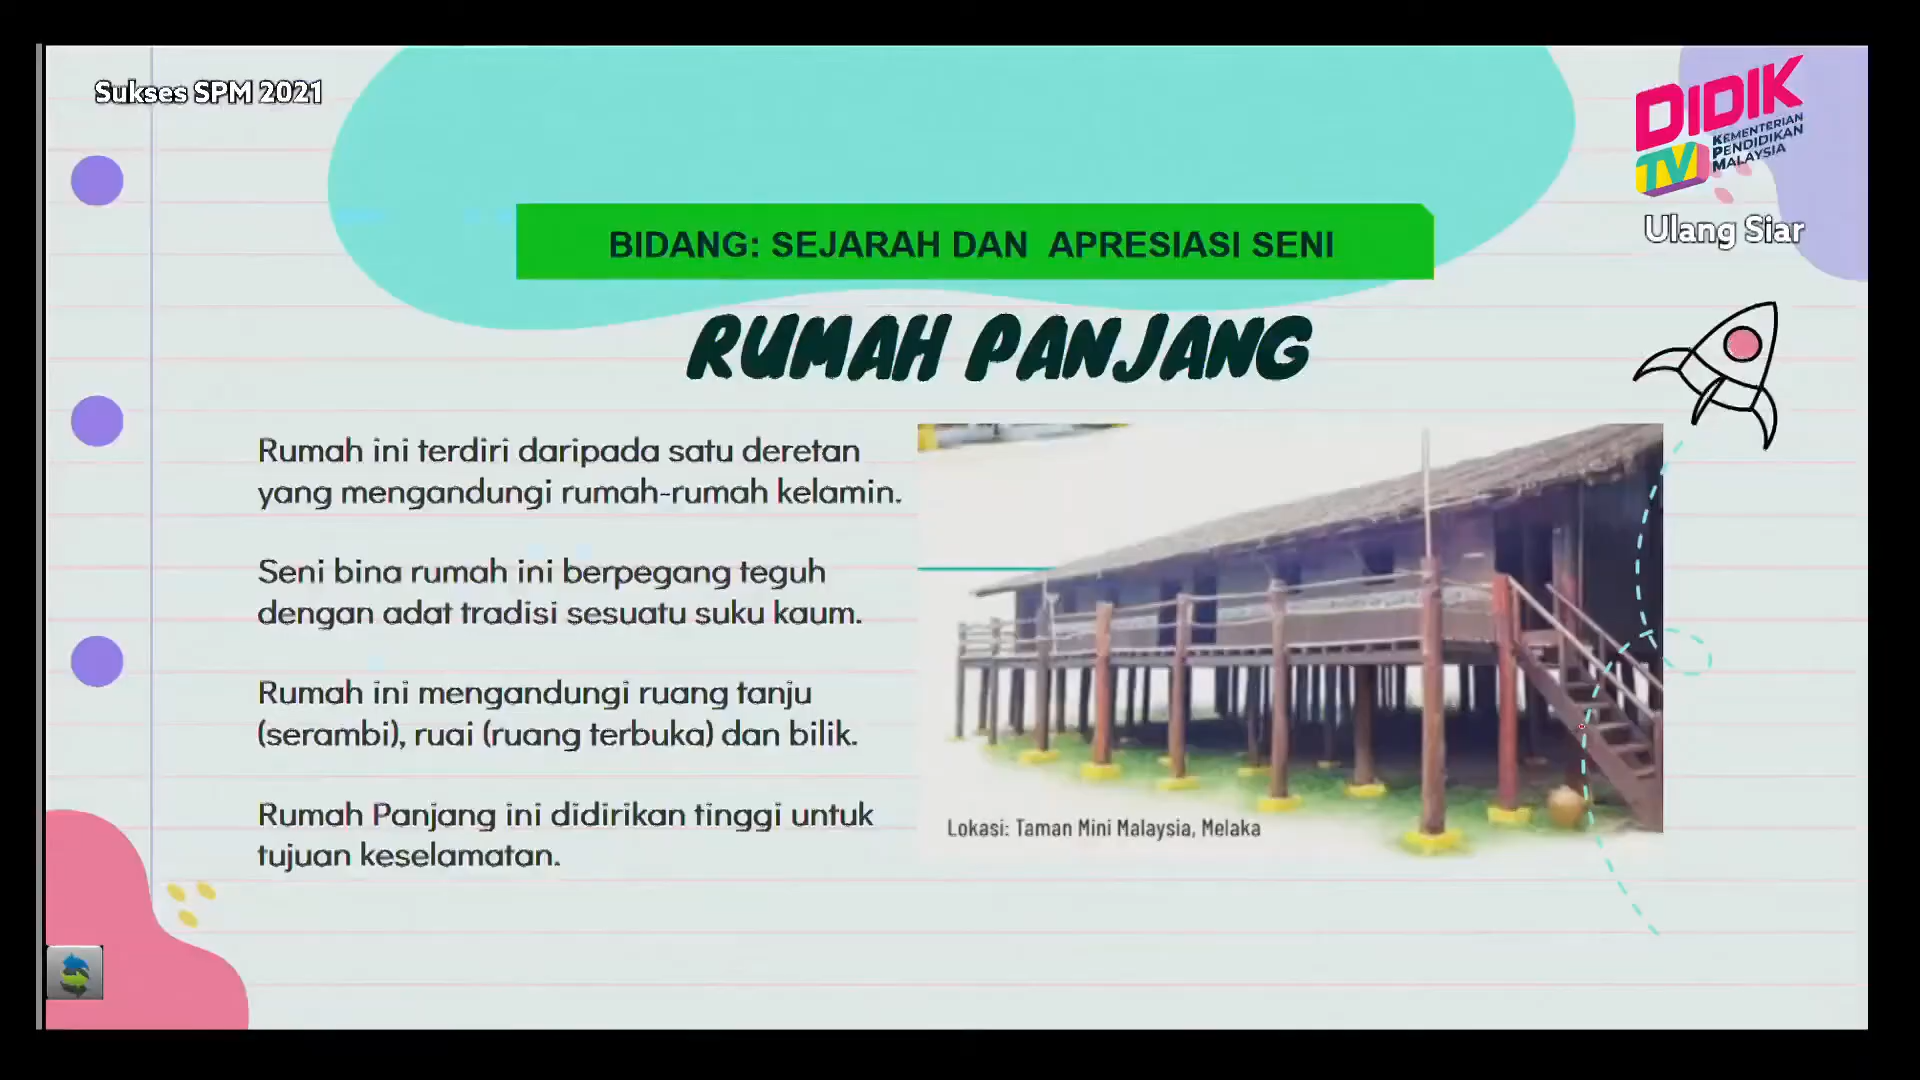 Sukses SPM 2021
DIDIK
TV
KEMENTERIAN
PENDIDIKAN
MALAYSIA
Ulang Siar
BIDANG: SEJARAH DAN APRESIASI SENI
RUMAH PANJANG
Rumah ini terdiri daripada satu deretan
yang mengandungi rumah-rumah kelamin.
Seni bina rumah ini berpegang teguh
dengan adat tradisi sesuatu suku kaum.
Rumah ini mengandungi ruang tanju
(serambi), ruai (ruang terbuka) dan bilik.
Rumah Panjang ini didirikan tinggi untuk
tujuan keselamatan.
Lokasi: Taman Mini Malaysia, Melaka